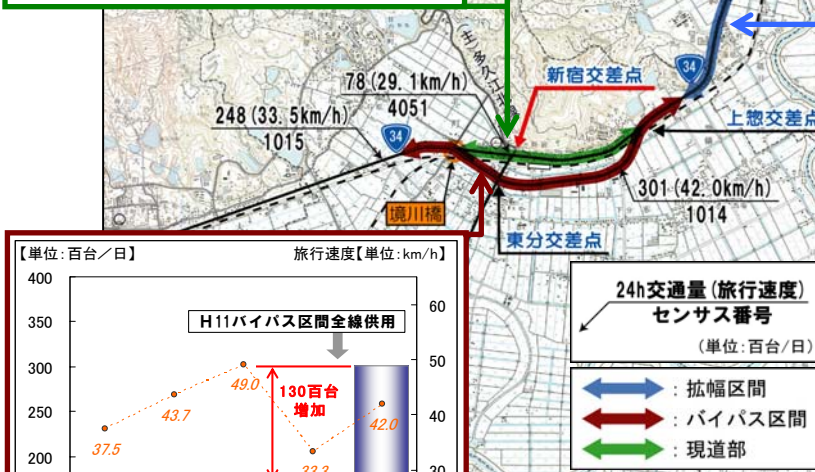 34
新宿交差点
78(29.1km/h)
4051
248(33.5km/h)
1015
34
上惣交差点
301(42.0km/h)
1014
境川橋
東分交差点
【単位:百台/日】
旅行速度【単位:km/h】
400
350
300
250
200
60
50
40
30
H11バイパス区間全線供用
130百台
増加
37.5
43.7
49.0
33.3
42.0
24h交通量(旅行速度)
センサス番号
(単位:百台/日)
:拡幅区間
:バイパス区間
:現道部